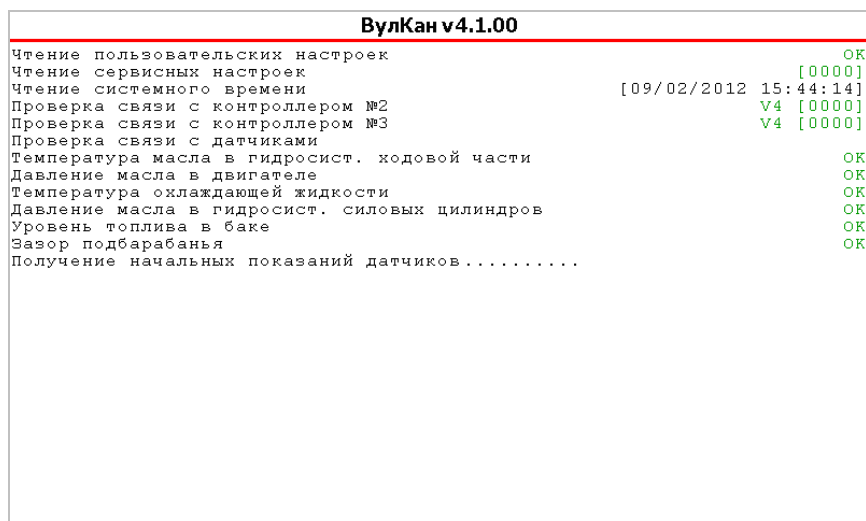 ВулКан v4.1.00
Чтение пользовательских настроек OK
Чтение сервисных настроек [0000]
Чтение системного времени [09/02/2012 15:44:14]
Проверка связи с контроллером №2 V4 [0000]
Проверка связи с контроллером №3 V4 [0000]
Проверка связи с датчиками
Температура масла в гидросист. ходовой части OK
Давление масла в двигателе OK
Температура охлаждающей жидкости OK
Давление масла в гидросист. силовых цилиндров OK
Уровень топлива в баке OK
Зазор подбарабанья OK
Получение начальных показаний датчиков..........